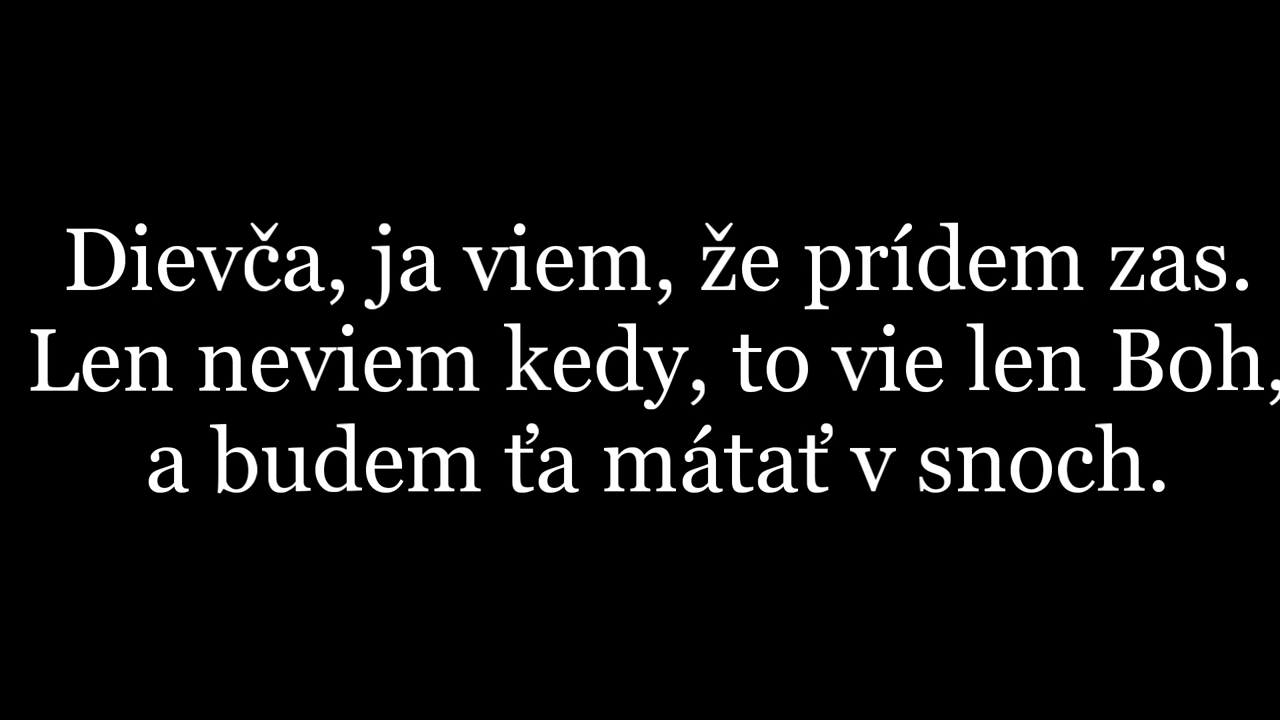 Dievča, ja viem, že prídem zas.
Len neviem kedy, to vie len Boh,
a budem ťa mátať v snoch.